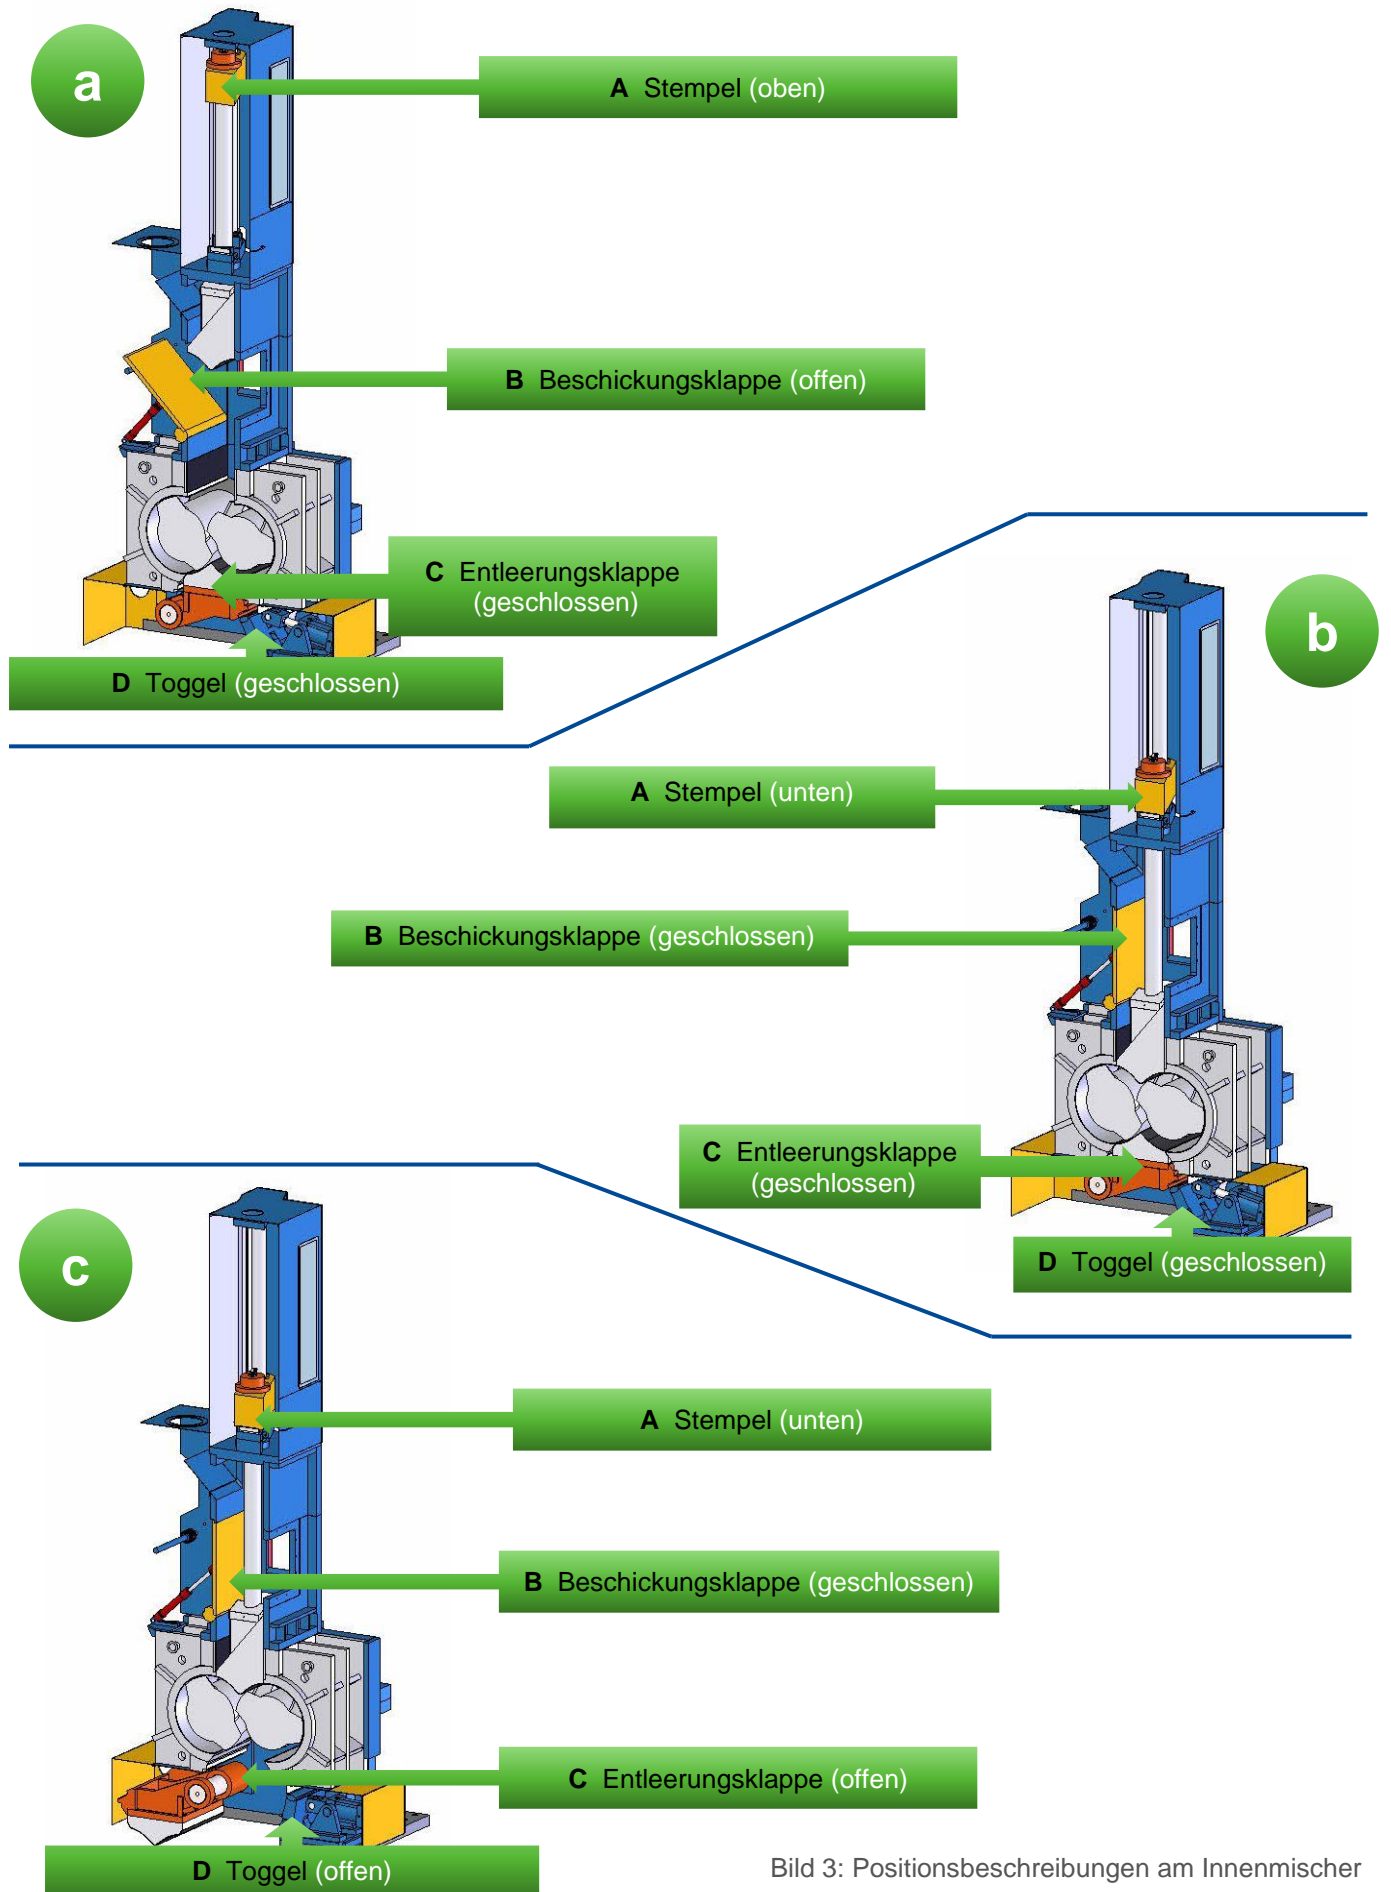 a
A Stempel (oben)
B Beschickungsklappe (offen)
C Entleerungsklappe
(geschlossen)
D Toggel (geschlossen)
b
A Stempel (unten)
B Beschickungsklappe (geschlossen)
C Entleerungsklappe
(geschlossen)
D Toggel (geschlossen)
c
A Stempel (unten)
B Beschickungsklappe (geschlossen)
C Entleerungsklappe (offen)
D Toggel (offen)
Bild 3: Positionsbeschreibungen am Innenmischer